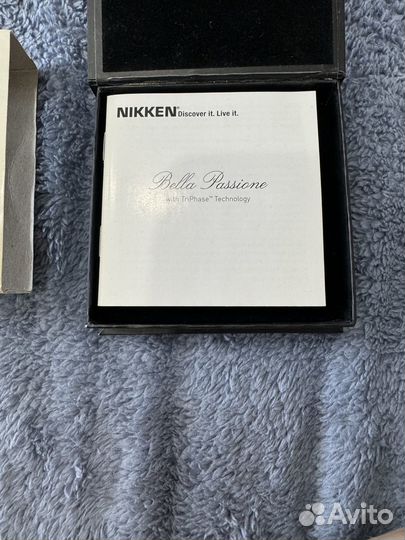 NIKKEN® Discover it. Live it.
Bella Passione
with TriPhase™ Technology
Avito